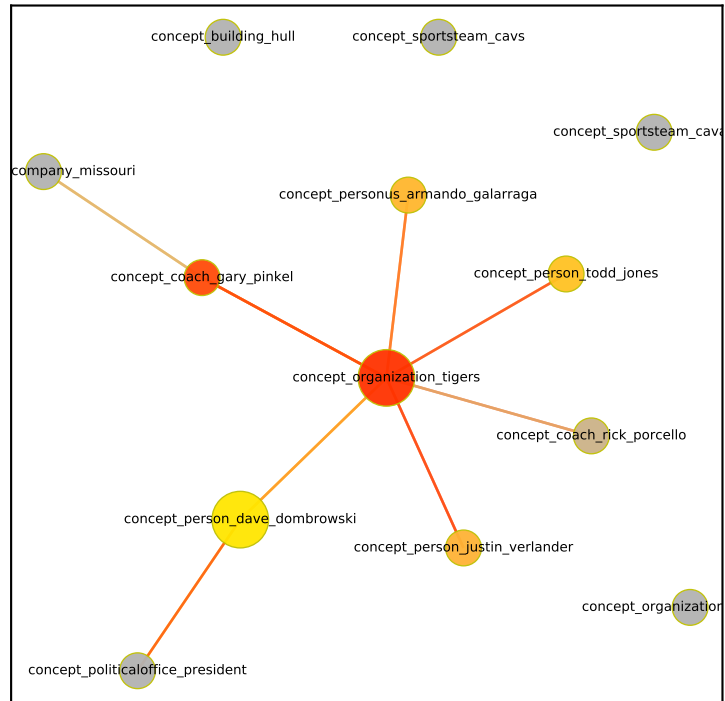 concept_building_hull
concept_sportsteam_cavs
concept_sportsteam_cava
company_missouri
concept_personus_armando_galarraga
concept_person_todd_jones
concept_coach_gary_pinkel
concept_organization_tigers
concept_coach_rick_porcello
concept_person_dave_dombrowski
concept_person_justin_verlander
concept_organization
concept_politicaloffice_president